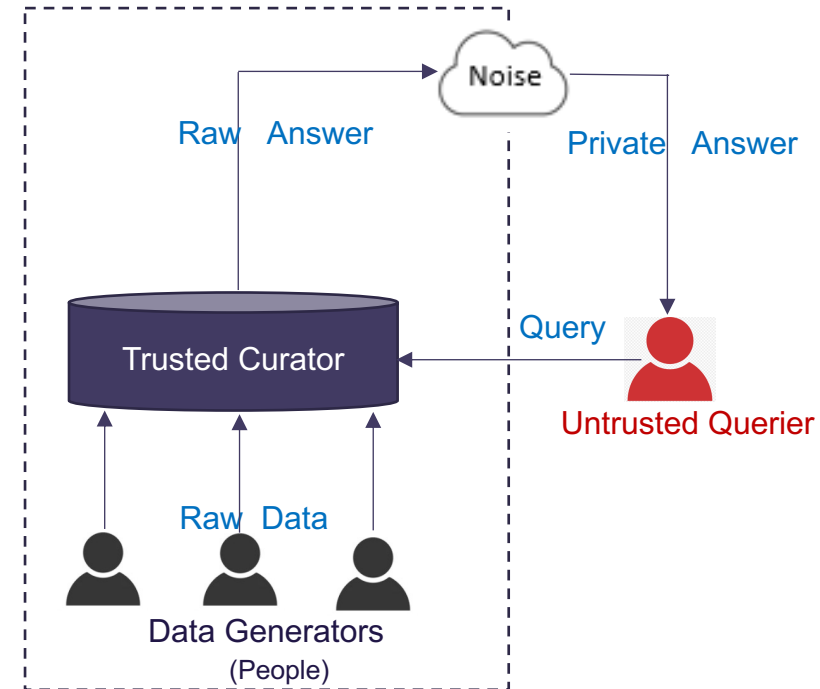 Noise
Raw Answer
Private Answer
Query
Trusted Curator
Untrusted Querier
Raw Data
Data Generators
(People)